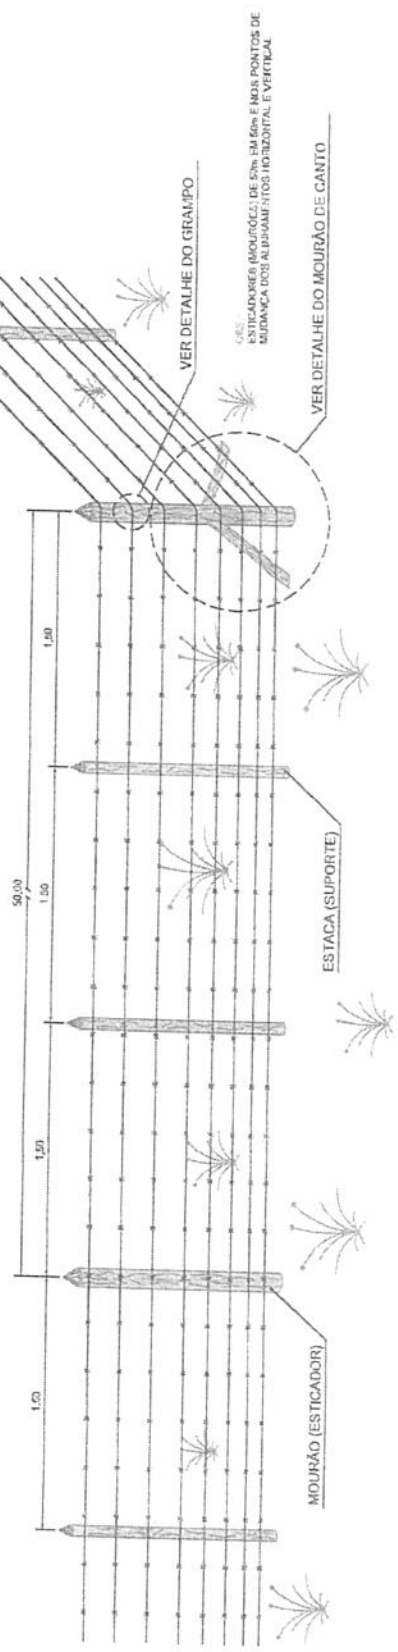 50,00
1,50
1,50
1,50
1,50
VER DETALHE DO GRAMPO
OBS
ESTICADORES (MOURÕES) DE 50m EM 50m E NOS PONTOS DE
MUDANÇA DOS ALINHAMENTOS HORIZONTAL E VERTICAL
VER DETALHE DO MOURÃO DE CANTO
ESTACA (SUPORTE)
MOURÃO (ESTICADOR)